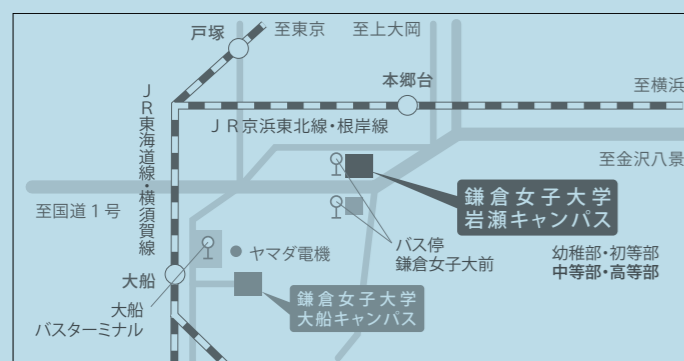 戸塚
至東京
至上大岡
本郷台
至横浜
JR東海道線・横須賀線
JR京浜東北線・根岸線
至金沢八景
鎌倉女子大学
岩瀬キャンパス
至国道1号
バス停
鎌倉女子大前
幼稚部・初等部
中等部・高等部
ヤマダ電機
大船
大船
バスターミナル
鎌倉女子大学
大船キャンパス